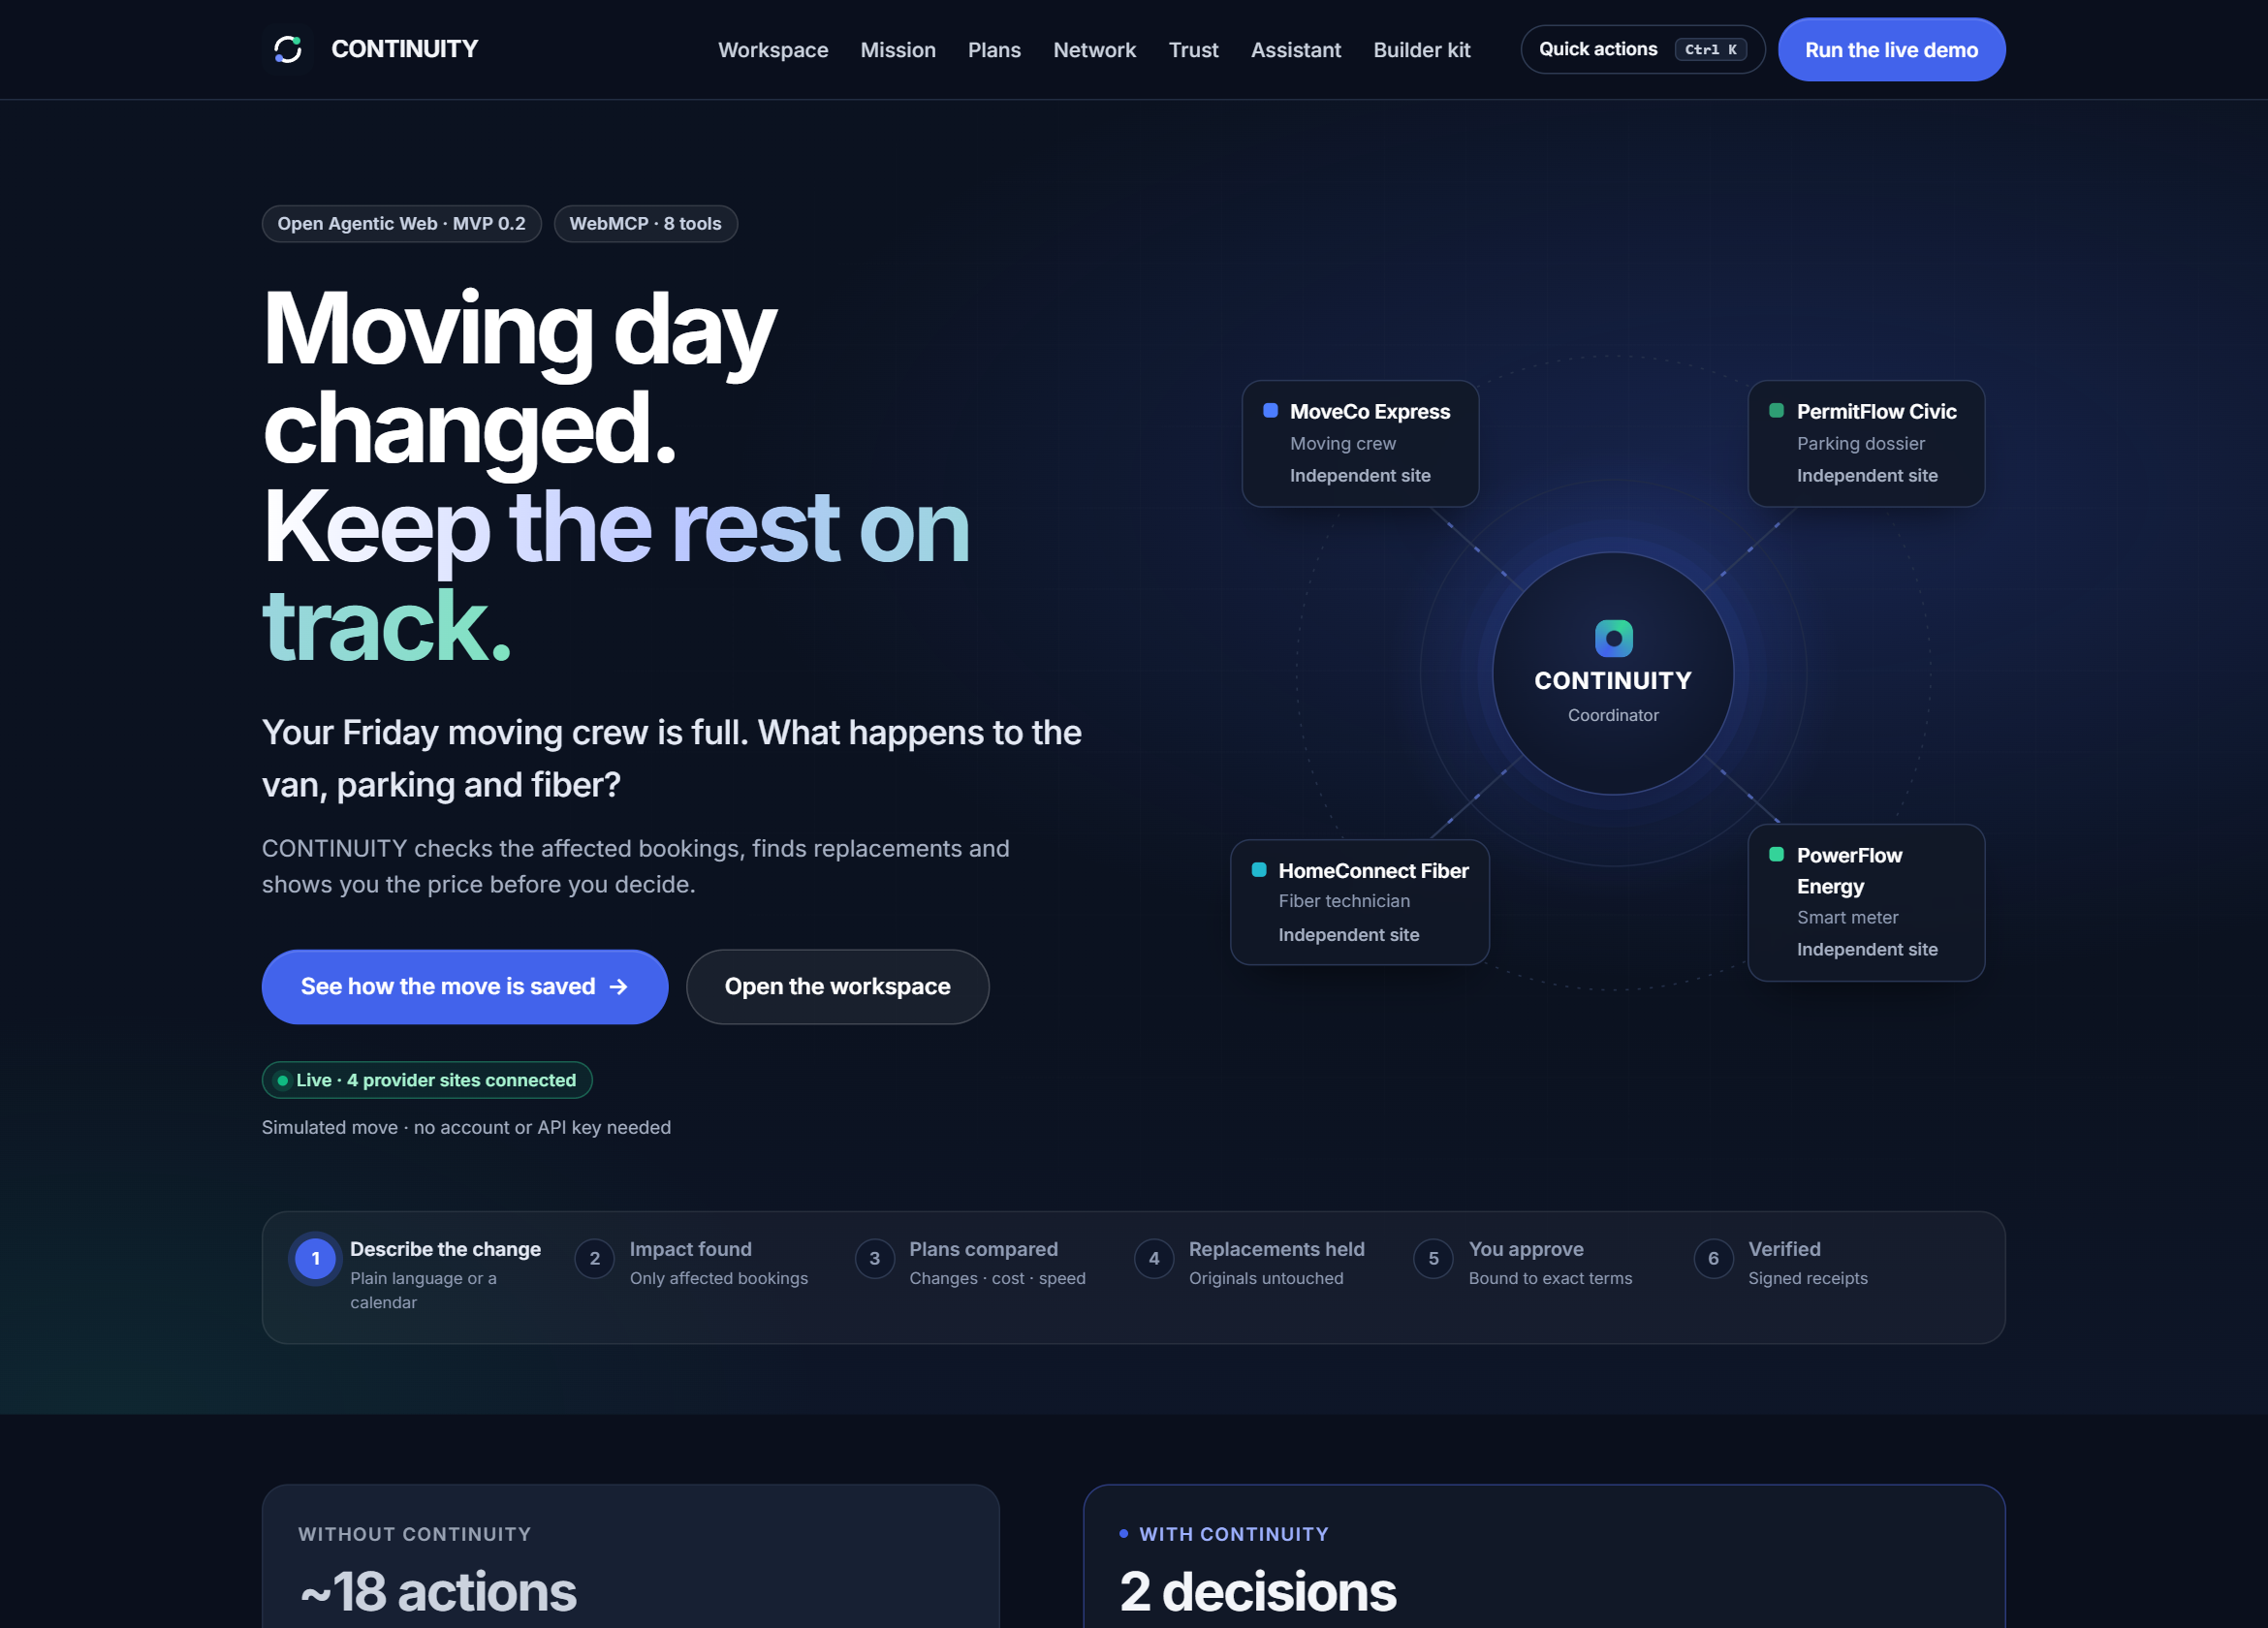 CONTINUITY
Workspace
Mission
Plans
Network
Trust
Assistant
Builder kit
Quick actions Ctrl K
Run the live demo
Open Agentic Web · MVP 0.2
WebMCP · 8 tools
Moving day
changed.
Keep the rest on
track.
Your Friday moving crew is full. What happens to the
van, parking and fiber?
CONTINUITY checks the affected bookings, finds replacements and
shows you the price before you decide.
See how the move is saved →
Open the workspace
Live · 4 provider sites connected
Simulated move · no account or API key needed
MoveCo Express
Moving crew
Independent site
PermitFlow Civic
Parking dossier
Independent site
CONTINUITY
Coordinator
HomeConnect Fiber
Fiber technician
Independent site
PowerFlow
Energy
Smart meter
Independent site
1
Describe the change
Plain language or a
calendar
2
Impact found
Only affected bookings
3
Plans compared
Changes · cost · speed
4
Replacements held
Originals untouched
5
You approve
Bound to exact terms
6
Verified
Signed receipts
WITHOUT CONTINUITY
~18 actions
WITH CONTINUITY
2 decisions